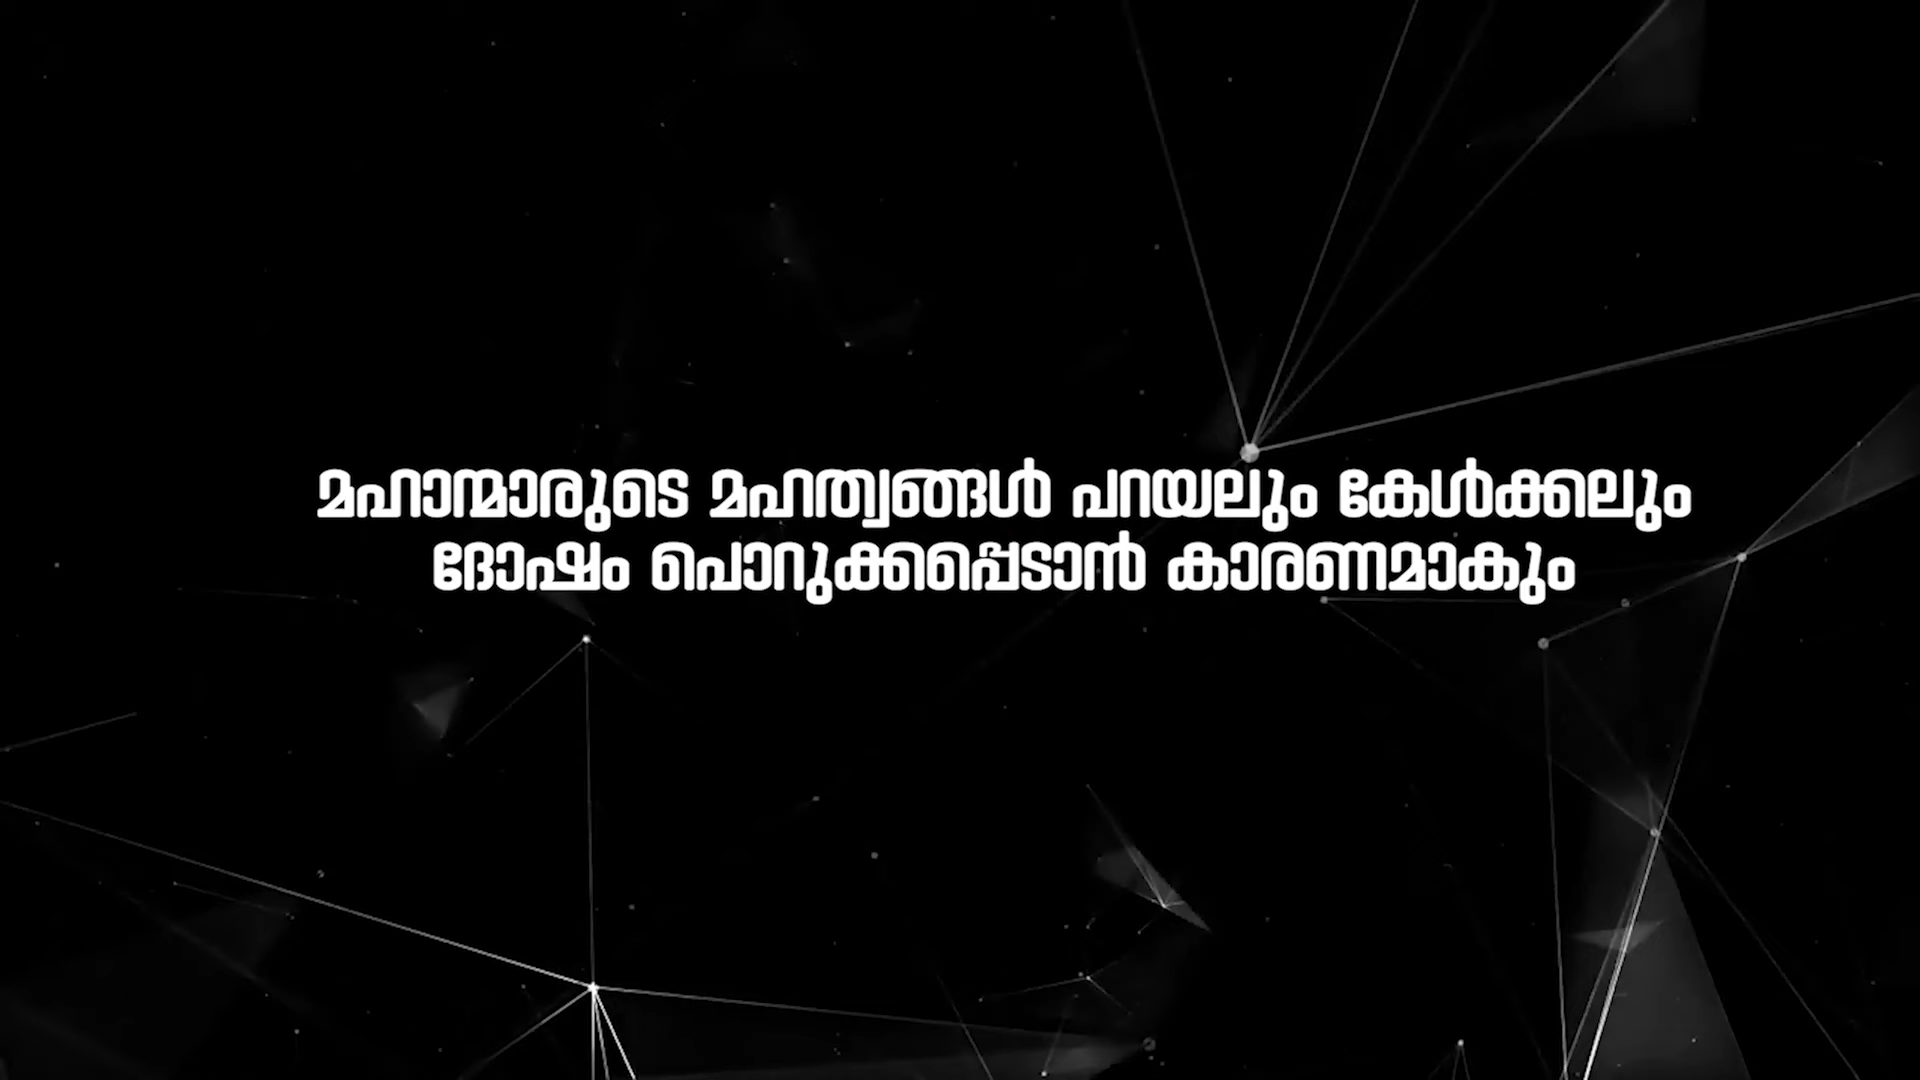 മഹാന്മാരുടെ മഹത്വങ്ങൾ പറയലും കേൾക്കലും
ദോഷം പൊറുക്കപ്പെടാൻ കാരണമാകും